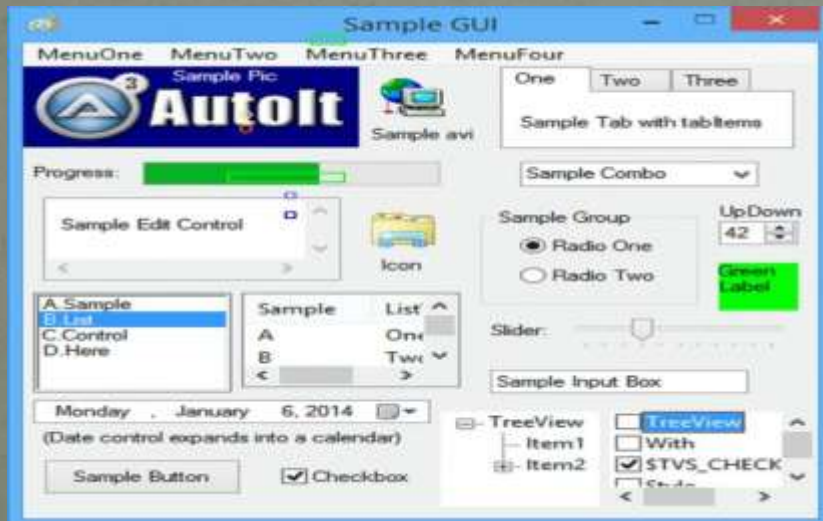 Sample GUI
MenuOne MenuTwo MenuThree MenuFour
Sample Pic
3
AutoIt
Sample avi
One Two Three
Sample Tab with tabItems
Progress:
Sample Combo
Sample Edit Control
Icon
Sample Group
Radio One
Radio Two
UpDown
42
Green
Label
A.Sample
B.List
C.Control
D.Here
Sample List
A One
B Two
Slider:
Sample Input Box
Monday , January 6, 2014
(Date control expands into a calendar)
Sample Button
Checkbox
TreeView
Item1
Item2
TreeView
With
$TVS_CHECK
Style